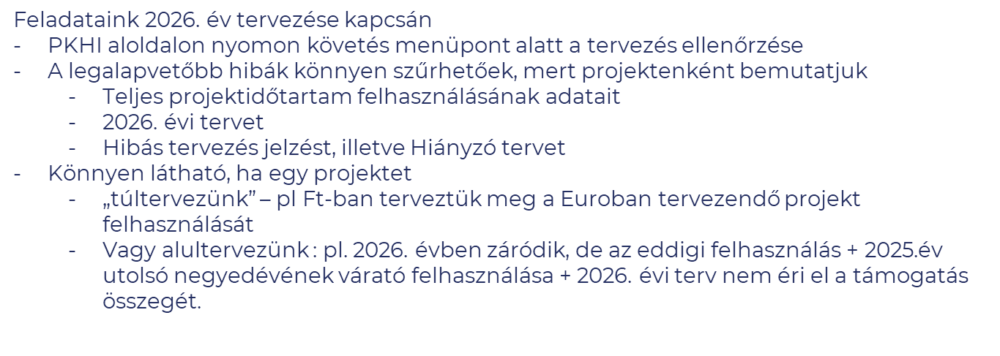 Feladataink 2026. év tervezése kapcsán
- PKHI aloldalon nyomon követés menüpont alatt a tervezés ellenőrzése
- A legalapvetőbb hibák könnyen szűrhetőek, mert projektenként bemutatjuk
- Teljes projektidőtartam felhasználásának adatait
- 2026. évi tervet
- Hibás tervezés jelzést, illetve Hiányzó tervet
- Könnyen látható, ha egy projektet
- „túltervezünk” – pl Ft-ban terveztük meg a Euroban tervezendő projekt
felhasználását
- Vagy alultervezünk : pl. 2026. évben záródik, de az eddigi felhasználás + 2025.év
utolsó negyedévének várató felhasználása + 2026. évi terv nem éri el a támogatás
összegét.